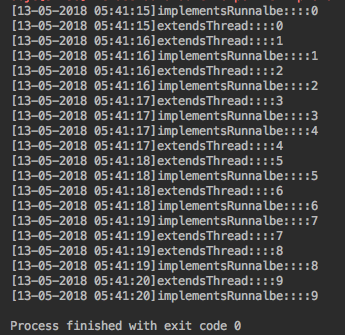 [13-05-2018 05:41:15]implementsRunnalbe::::0
[13-05-2018 05:41:15]extendsThread::::0
[13-05-2018 05:41:16]extendsThread::::1
[13-05-2018 05:41:16]implementsRunnalbe::::1
[13-05-2018 05:41:16]extendsThread::::2
[13-05-2018 05:41:16]implementsRunnalbe::::2
[13-05-2018 05:41:17]extendsThread::::3
[13-05-2018 05:41:17]implementsRunnalbe::::3
[13-05-2018 05:41:17]implementsRunnalbe::::4
[13-05-2018 05:41:17]extendsThread::::4
[13-05-2018 05:41:18]extendsThread::::5
[13-05-2018 05:41:18]implementsRunnalbe::::5
[13-05-2018 05:41:18]extendsThread::::6
[13-05-2018 05:41:18]implementsRunnalbe::::6
[13-05-2018 05:41:19]implementsRunnalbe::::7
[13-05-2018 05:41:19]extendsThread::::7
[13-05-2018 05:41:19]extendsThread::::8
[13-05-2018 05:41:19]implementsRunnalbe::::8
[13-05-2018 05:41:20]extendsThread::::9
[13-05-2018 05:41:20]implementsRunnalbe::::9
Process finished with exit code 0